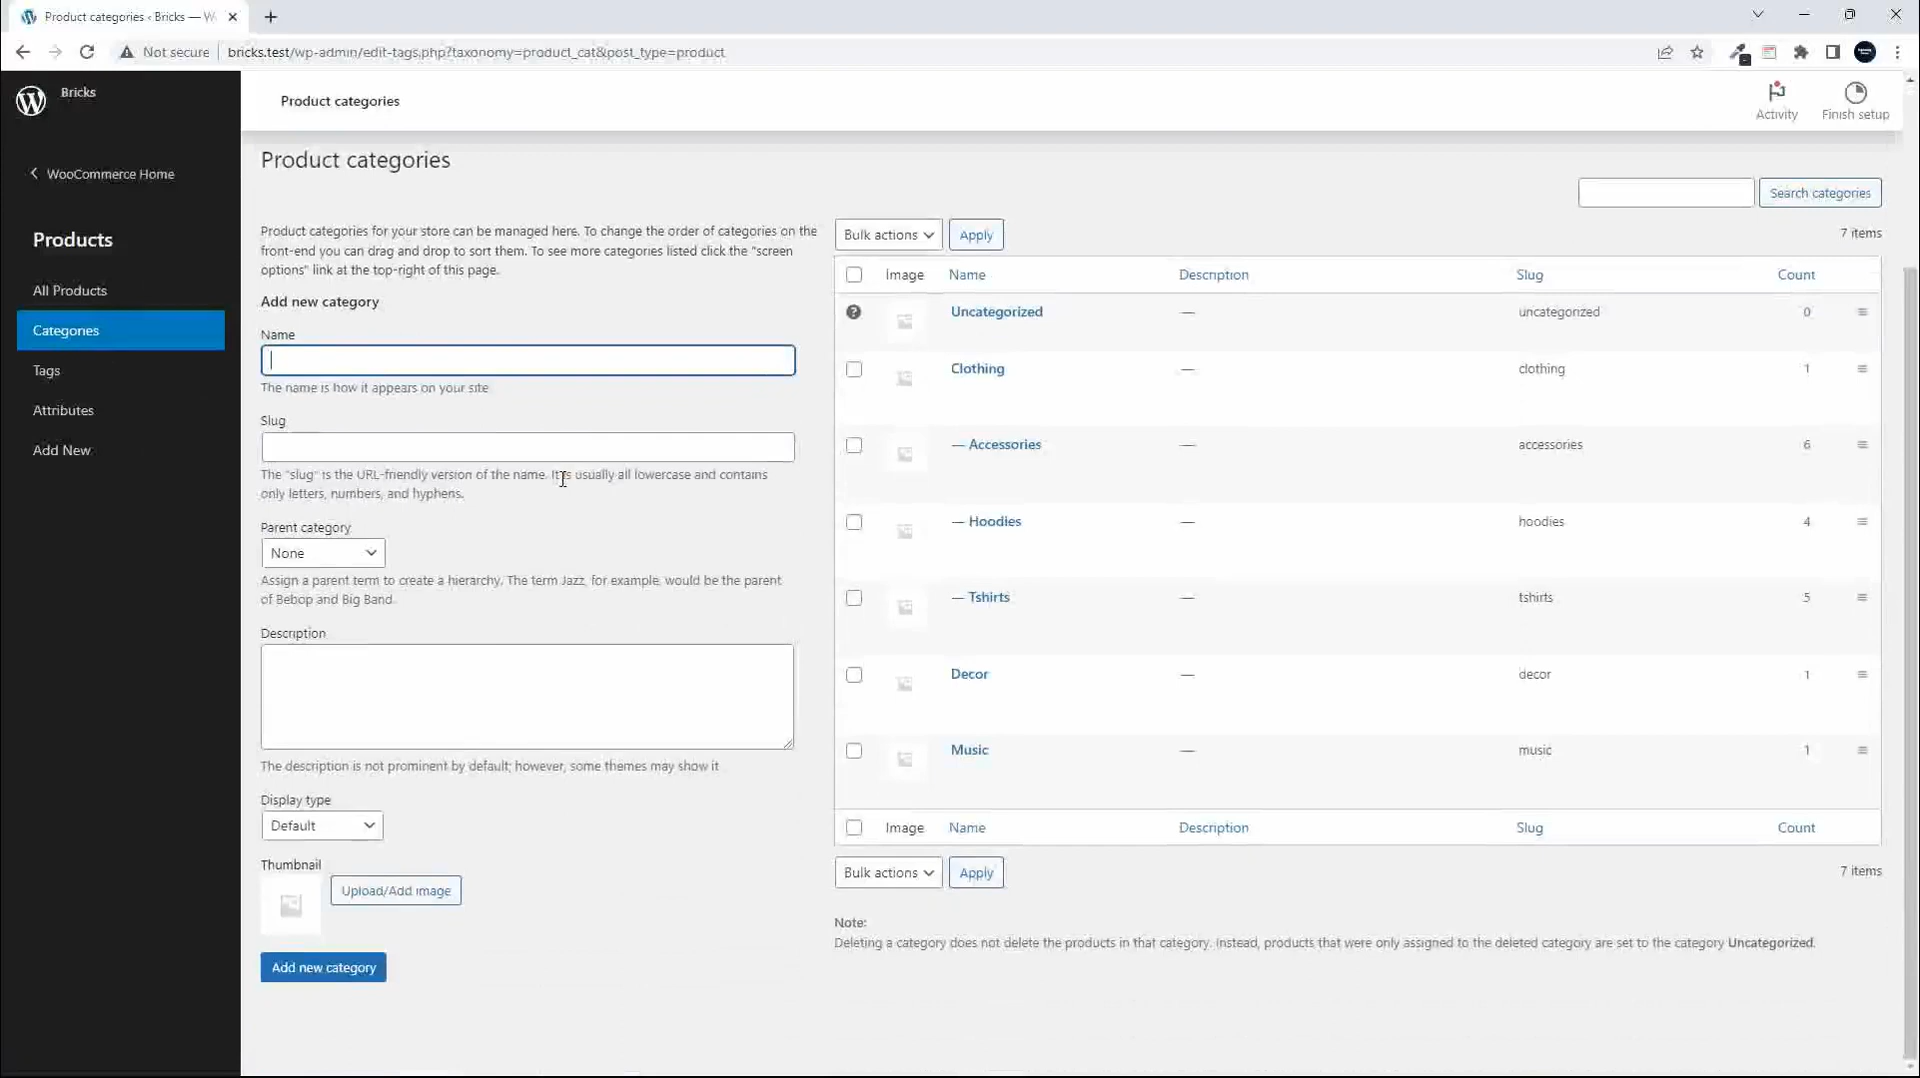 Product categories ‹ Bricks — W
Not secure
bricks.test/wp-admin/edit-tags.php?taxonomy=product_cat&post_type=product
Bricks
Product categories
Activity
Finish setup
WooCommerce Home
Products
All Products
Categories
Tags
Attributes
Add New
Product categories
Search categories
Product categories for your store can be managed here. To change the order of categories on the
front-end you can drag and drop to sort them. To see more categories listed click the "screen
options" link at the top-right of this page.
Add new category
Name
The name is how it appears on your site
Slug
The "slug" is the URL-friendly version of the name. It is usually all lowercase and contains
only letters, numbers, and hyphens.
Parent category
None
Assign a parent term to create a hierarchy. The term Jazz, for example, would be the parent
of Bebop and Big Band.
Description
The description is not prominent by default; however, some themes may show it
Display type
Default
Thumbnail
Upload/Add image
Add new category
Bulk actions Apply 7 items
Image Name Description Slug Count
Uncategorized — uncategorized 0
Clothing — clothing 1
— Accessories — accessories 6
— Hoodies — hoodies 4
— Tshirts — tshirts 5
Decor — decor 1
Music — music 1
Image Name Description Slug Count
Bulk actions Apply 7 items
Note:
Deleting a category does not delete the products in that category. Instead, products that were only assigned to the deleted category are set to the category Uncategorized.